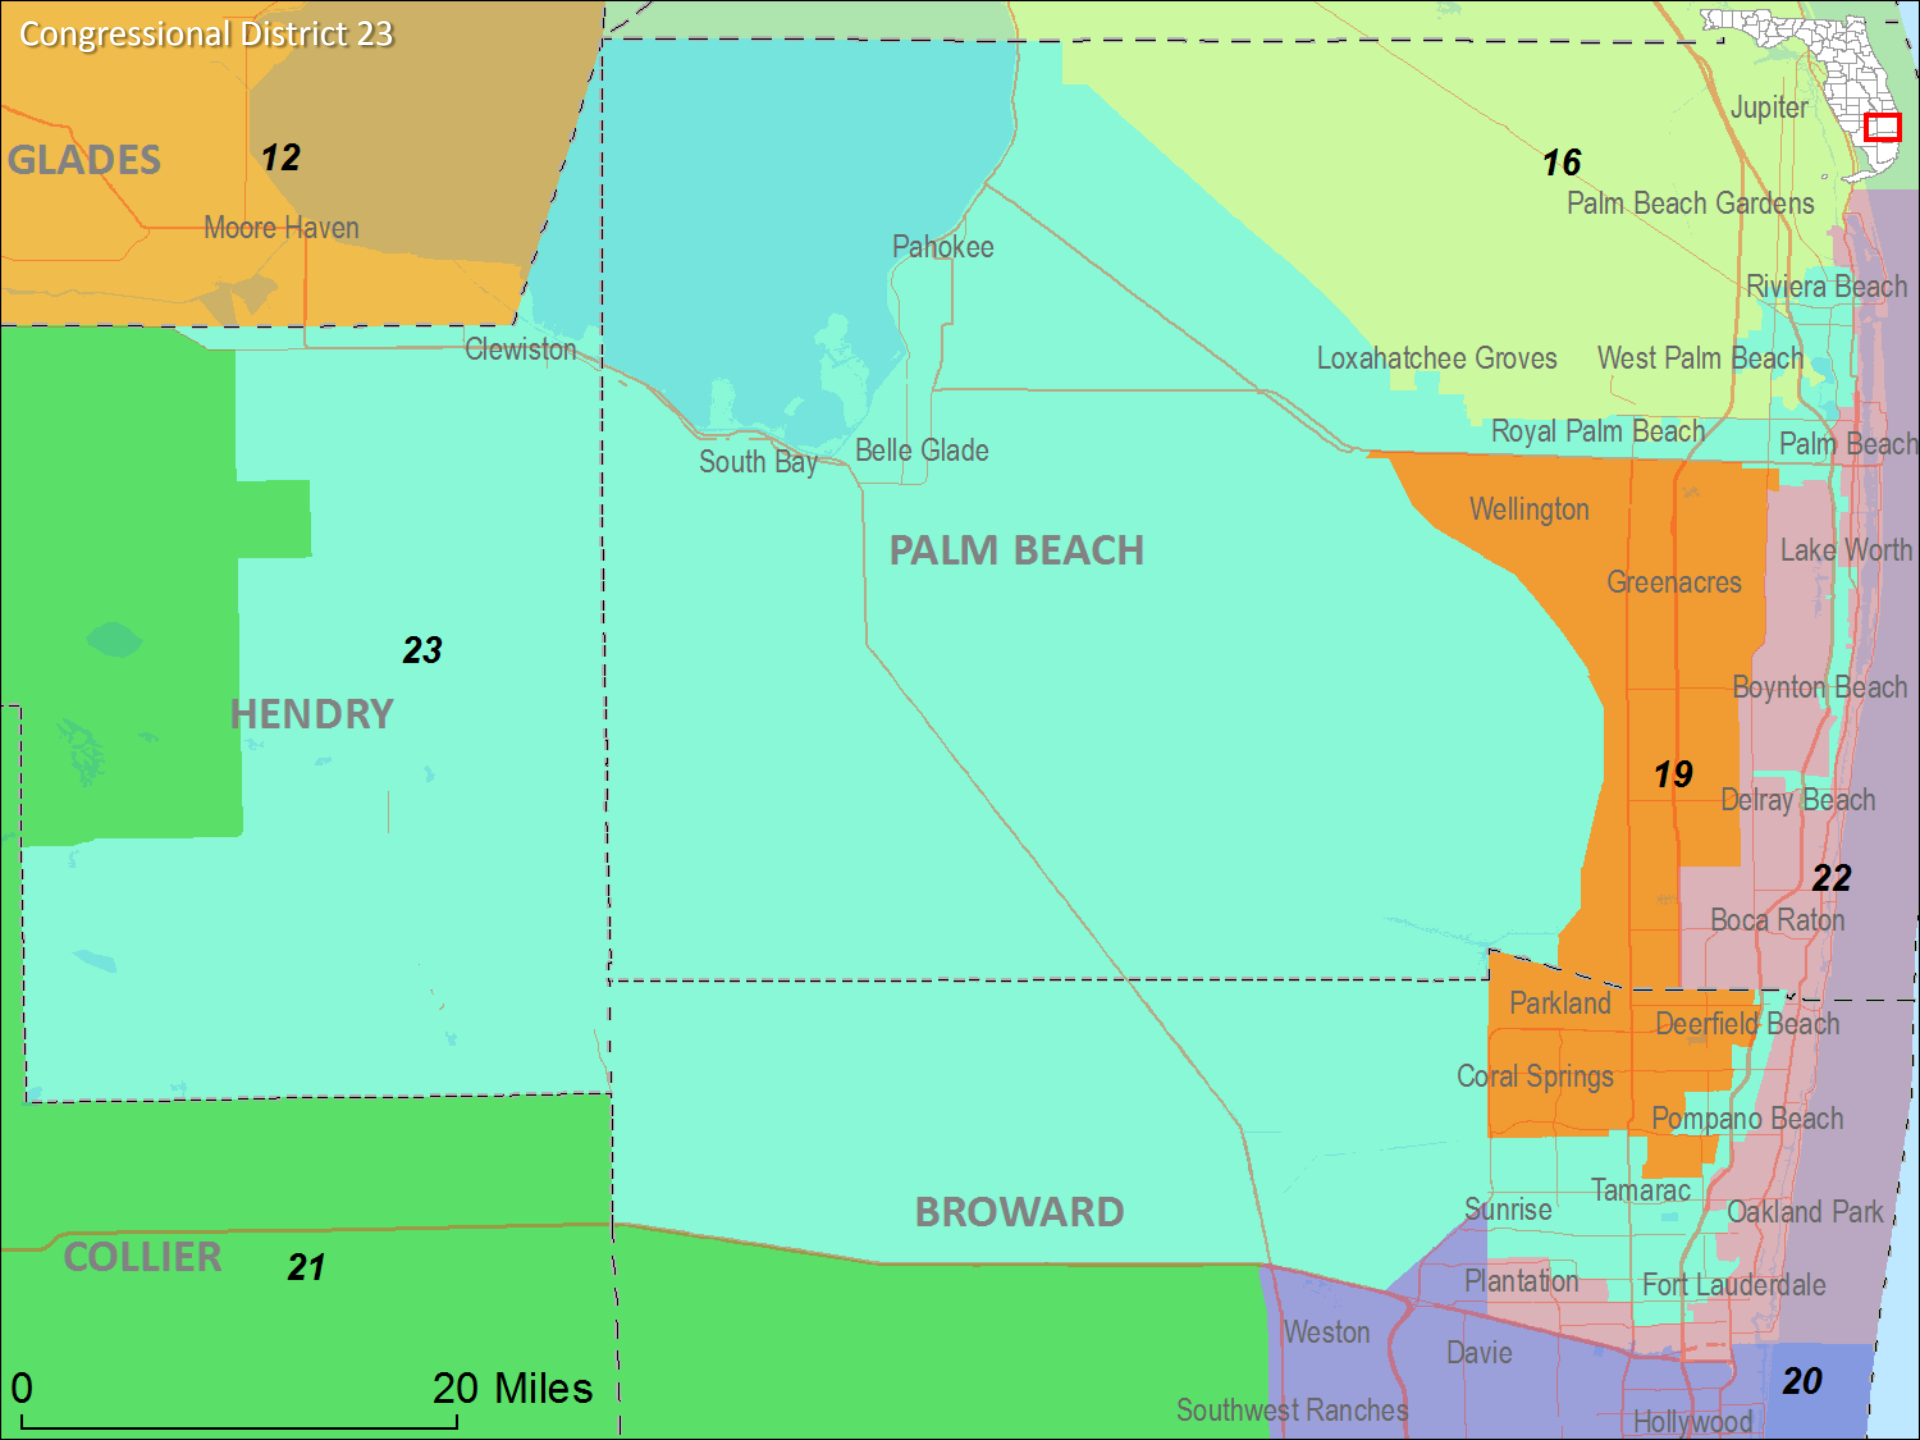 Congressional District 23
Jupiter
GLADES
12
16
Palm Beach Gardens
Moore Haven
Pahokee
Riviera Beach
Clewiston
Loxahatchee Groves
West Palm Beach
Royal Palm Beach
Palm Beach
South Bay
Belle Glade
Wellington
PALM BEACH
Lake Worth
Greenacres
23
Boynton Beach
HENDRY
19
Delray Beach
22
Boca Raton
Parkland
Deerfield Beach
Coral Springs
Pompano Beach
Tamarac
BROWARD
Sunrise
Oakland Park
COLLIER
21
Plantation
Fort Lauderdale
Weston
Davie
20
0
20 Miles
Southwest Ranches
Hollywood